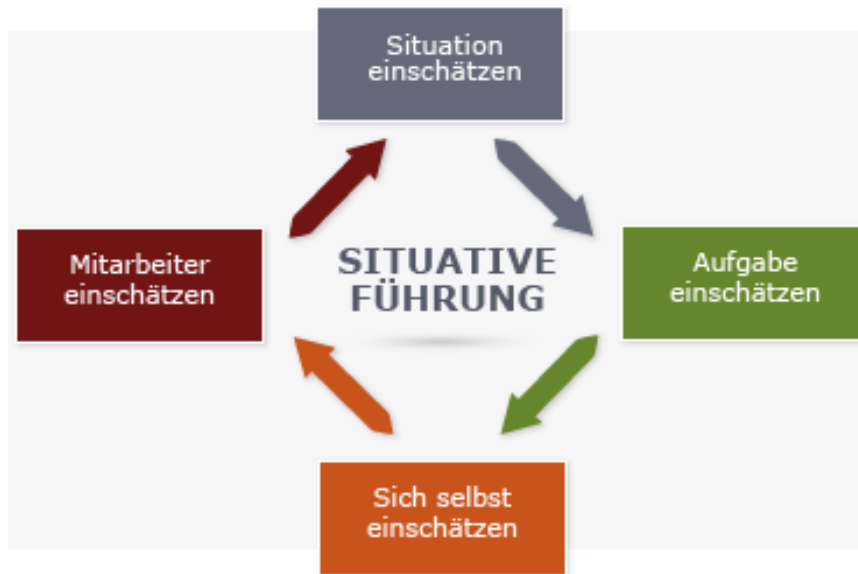 Situation
einschätzen
Mitarbeiter
einschätzen
SITUATIVE
FÜHRUNG
Aufgabe
einschätzen
Sich selbst
einschätzen